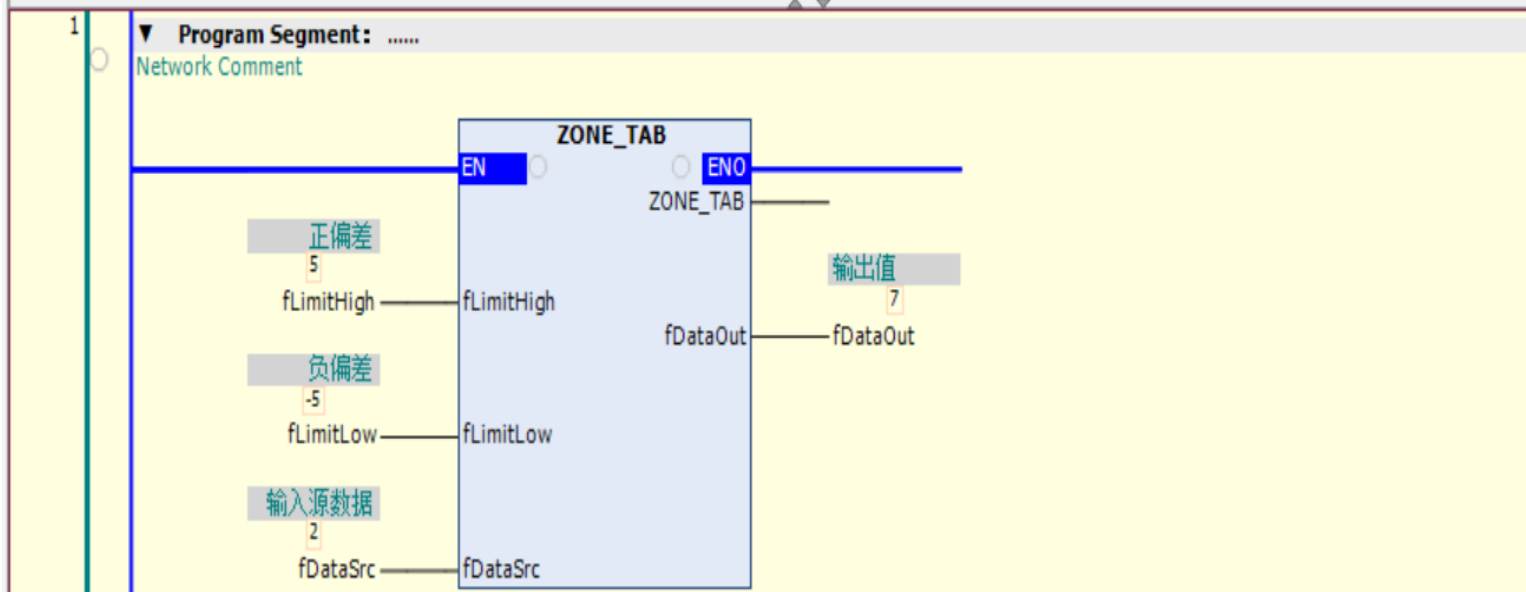 1
▼ Program Segment: ......
Network Comment
ZONE_TAB
EN ENO
ZONE_TAB
正偏差
5
fLimitHigh fLimitHigh
输出值
7
fDataOut fDataOut
负偏差
-5
fLimitLow fLimitLow
输入源数据
2
fDataSrc fDataSrc